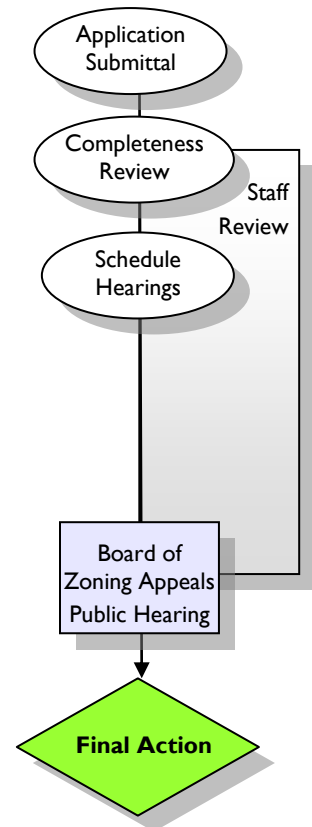 Application
Submittal
Completeness
Review
Staff
Review
Schedule
Hearings
Board of
Zoning Appeals
Public Hearing
Final Action